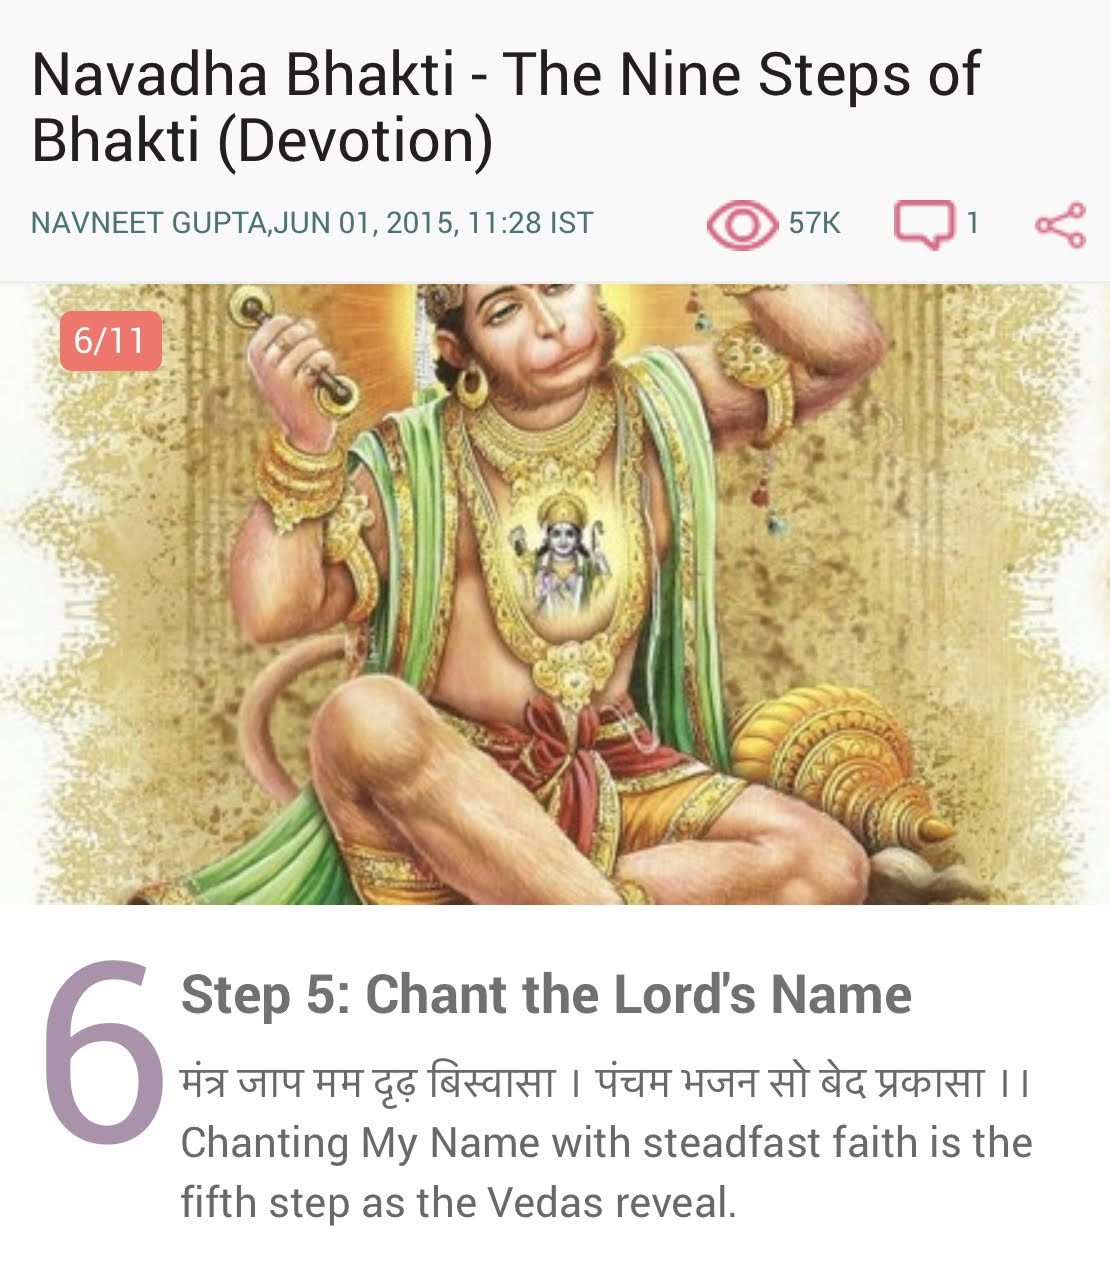 Navadha Bhakti - The Nine Steps of
Bhakti (Devotion)
NAVNEET GUPTA,JUN 01, 2015, 11:28 IST 57K 1
6/11
6
Step 5: Chant the Lord's Name
मंत्र जाप मम दृढ़ बिस्वासा । पंचम भजन सो बेद प्रकासा ।।
Chanting My Name with steadfast faith is the
fifth step as the Vedas reveal.